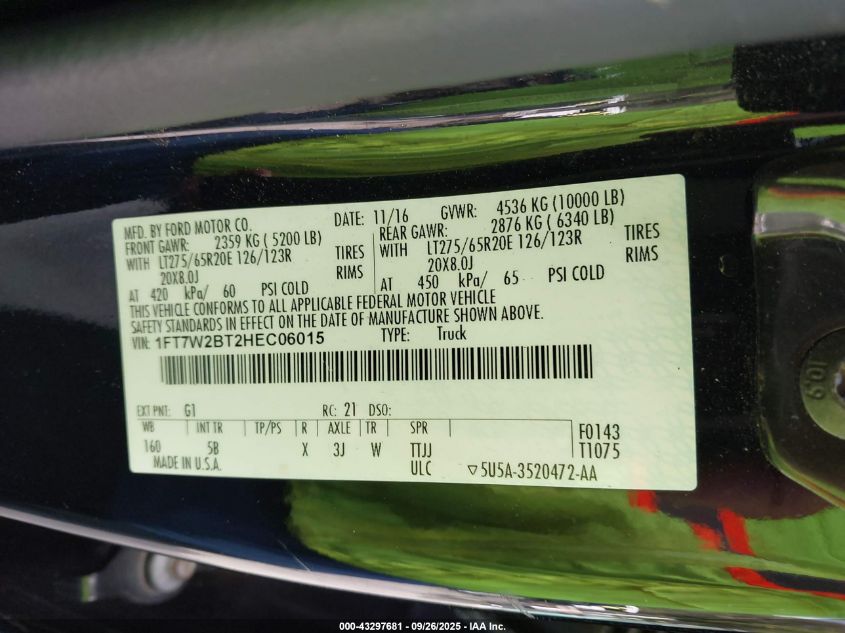 MFD. BY FORD MOTOR CO.
DATE: 11/16 GVWR: 4536 KG (10000 LB)
FRONT GAWR: 2359 KG ( 5200 LB) REAR GAWR: 2876 KG ( 6340 LB)
WITH LT275/65R20E 126/123R TIRES WITH LT275/65R20E 126/123R TIRES
20X8.0J RIMS 20X8.0J RIMS
AT 420 kPa/ 60 PSI COLD AT 450 kPa/ 65 PSI COLD
THIS VEHICLE CONFORMS TO ALL APPLICABLE FEDERAL MOTOR VEHICLE
SAFETY STANDARDS IN EFFECT ON THE DATE OF MANUFACTURE SHOWN ABOVE.
VIN: 1FT7W2BT2HEC06015 TYPE: Truck
EXT PNT: G1 RC: 21 DSO:
WB INT TR TP/PS R AXLE TR SPR F0143
160 5B X 3J W TTJJ T1075
MADE IN U.S.A. ULC ▽5U5A-3520472-AA
10.9
000-43297681 - 09/26/2025 - IAA Inc.